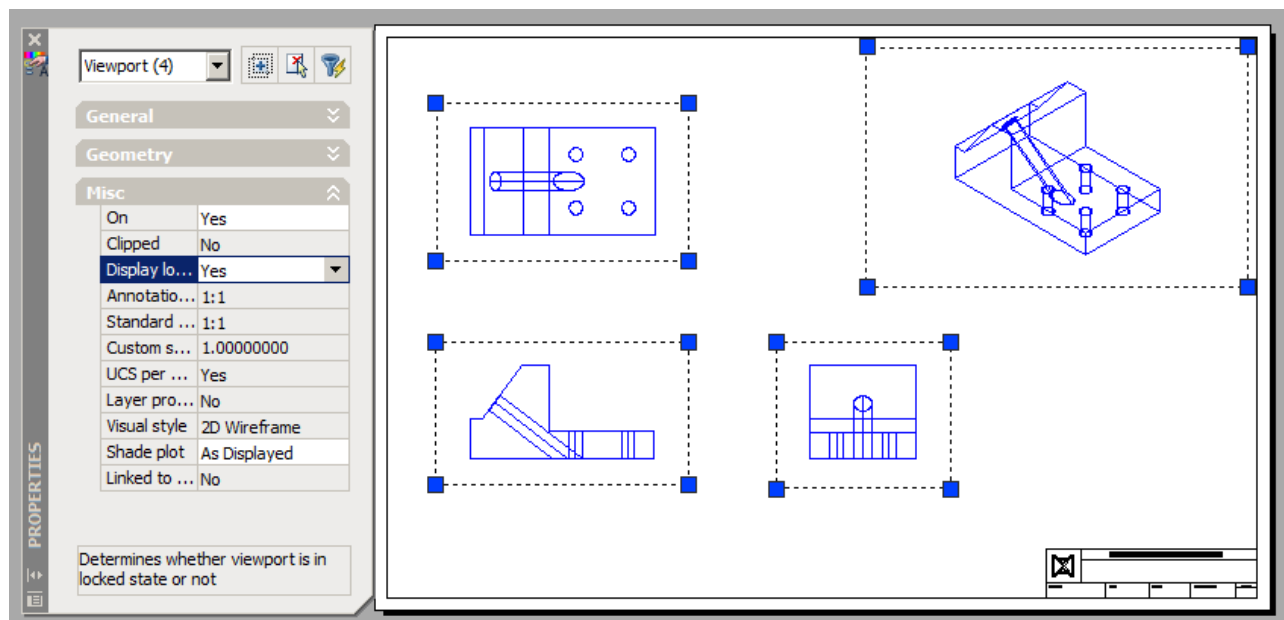 Viewport (4)
General
Geometry
Misc
On Yes
Clipped No
Display lo... Yes
Annotatio... 1:1
Standard ... 1:1
Custom s... 1.00000000
UCS per ... Yes
Layer pro... No
Visual style 2D Wireframe
Shade plot As Displayed
Linked to ... No
PROPERTIES
Determines whether viewport is in
locked state or not